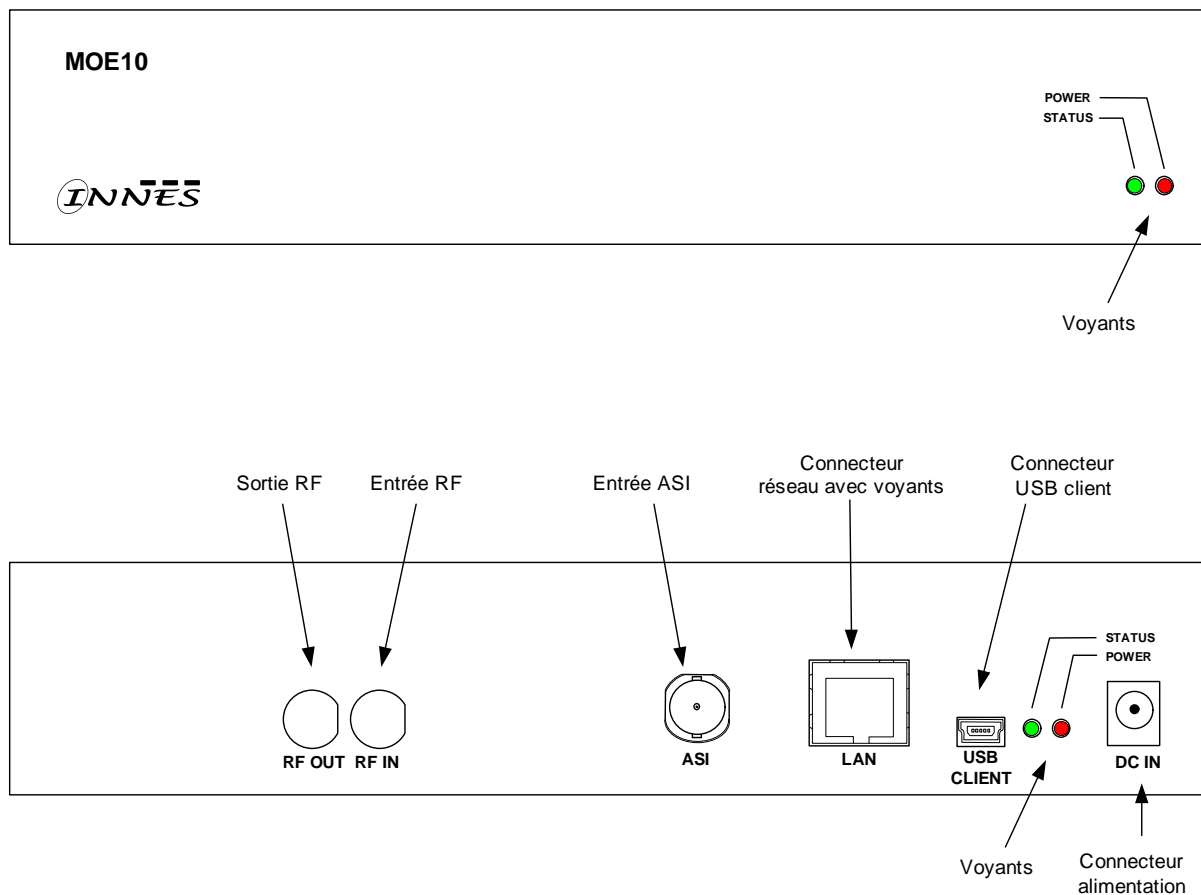 MOE10
POWER
STATUS
INNES
Voyants
Sortie RF
Entrée RF
Entrée ASI
Connecteur
réseau avec voyants
Connecteur
USB client
STATUS
POWER
RF OUT
RF IN
ASI
LAN
USB
CLIENT
DC IN
Voyants
Connecteur
alimentation